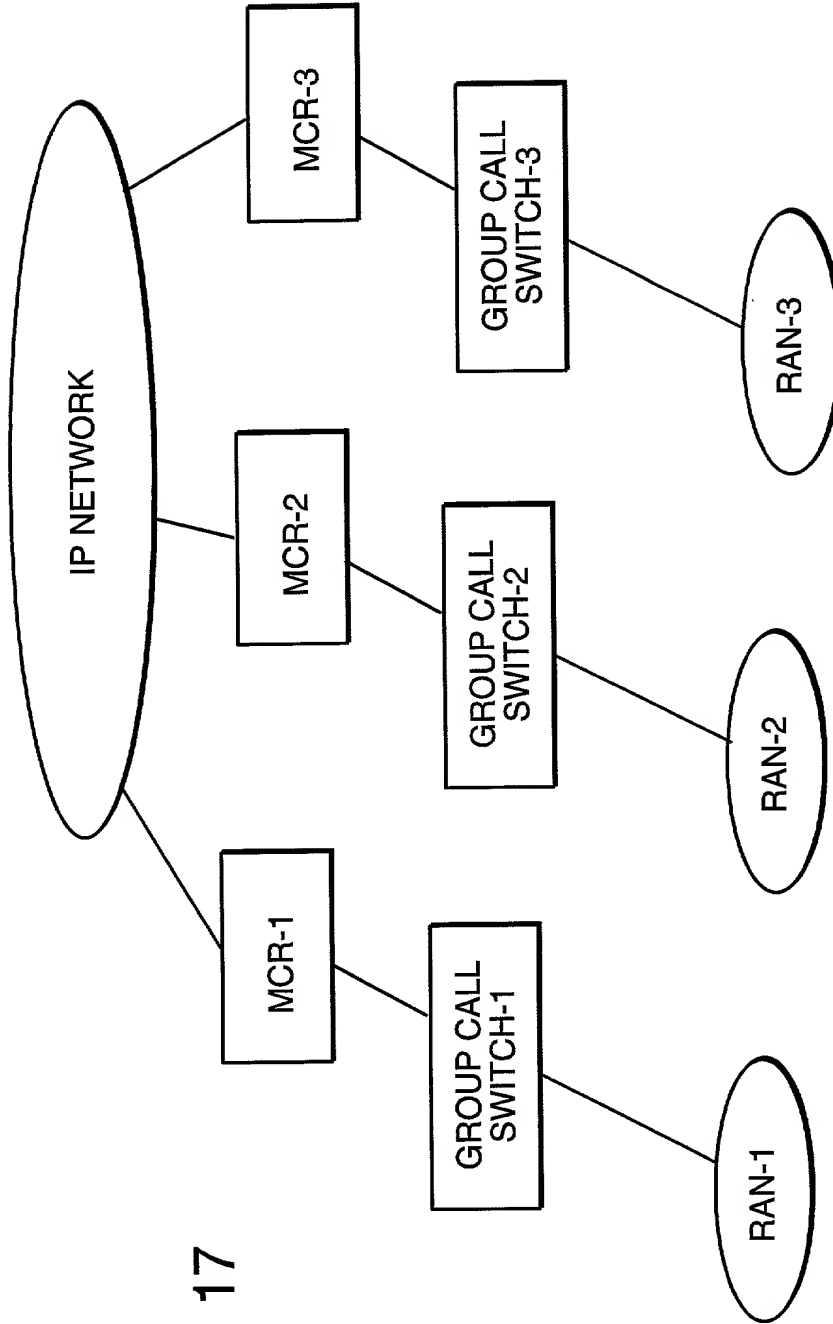 IP NETWORK
MCR-1
MCR-2
MCR-3
GROUP CALL
SWITCH-1
GROUP CALL
SWITCH-2
GROUP CALL
SWITCH-3
RAN-1
RAN-2
RAN-3
17